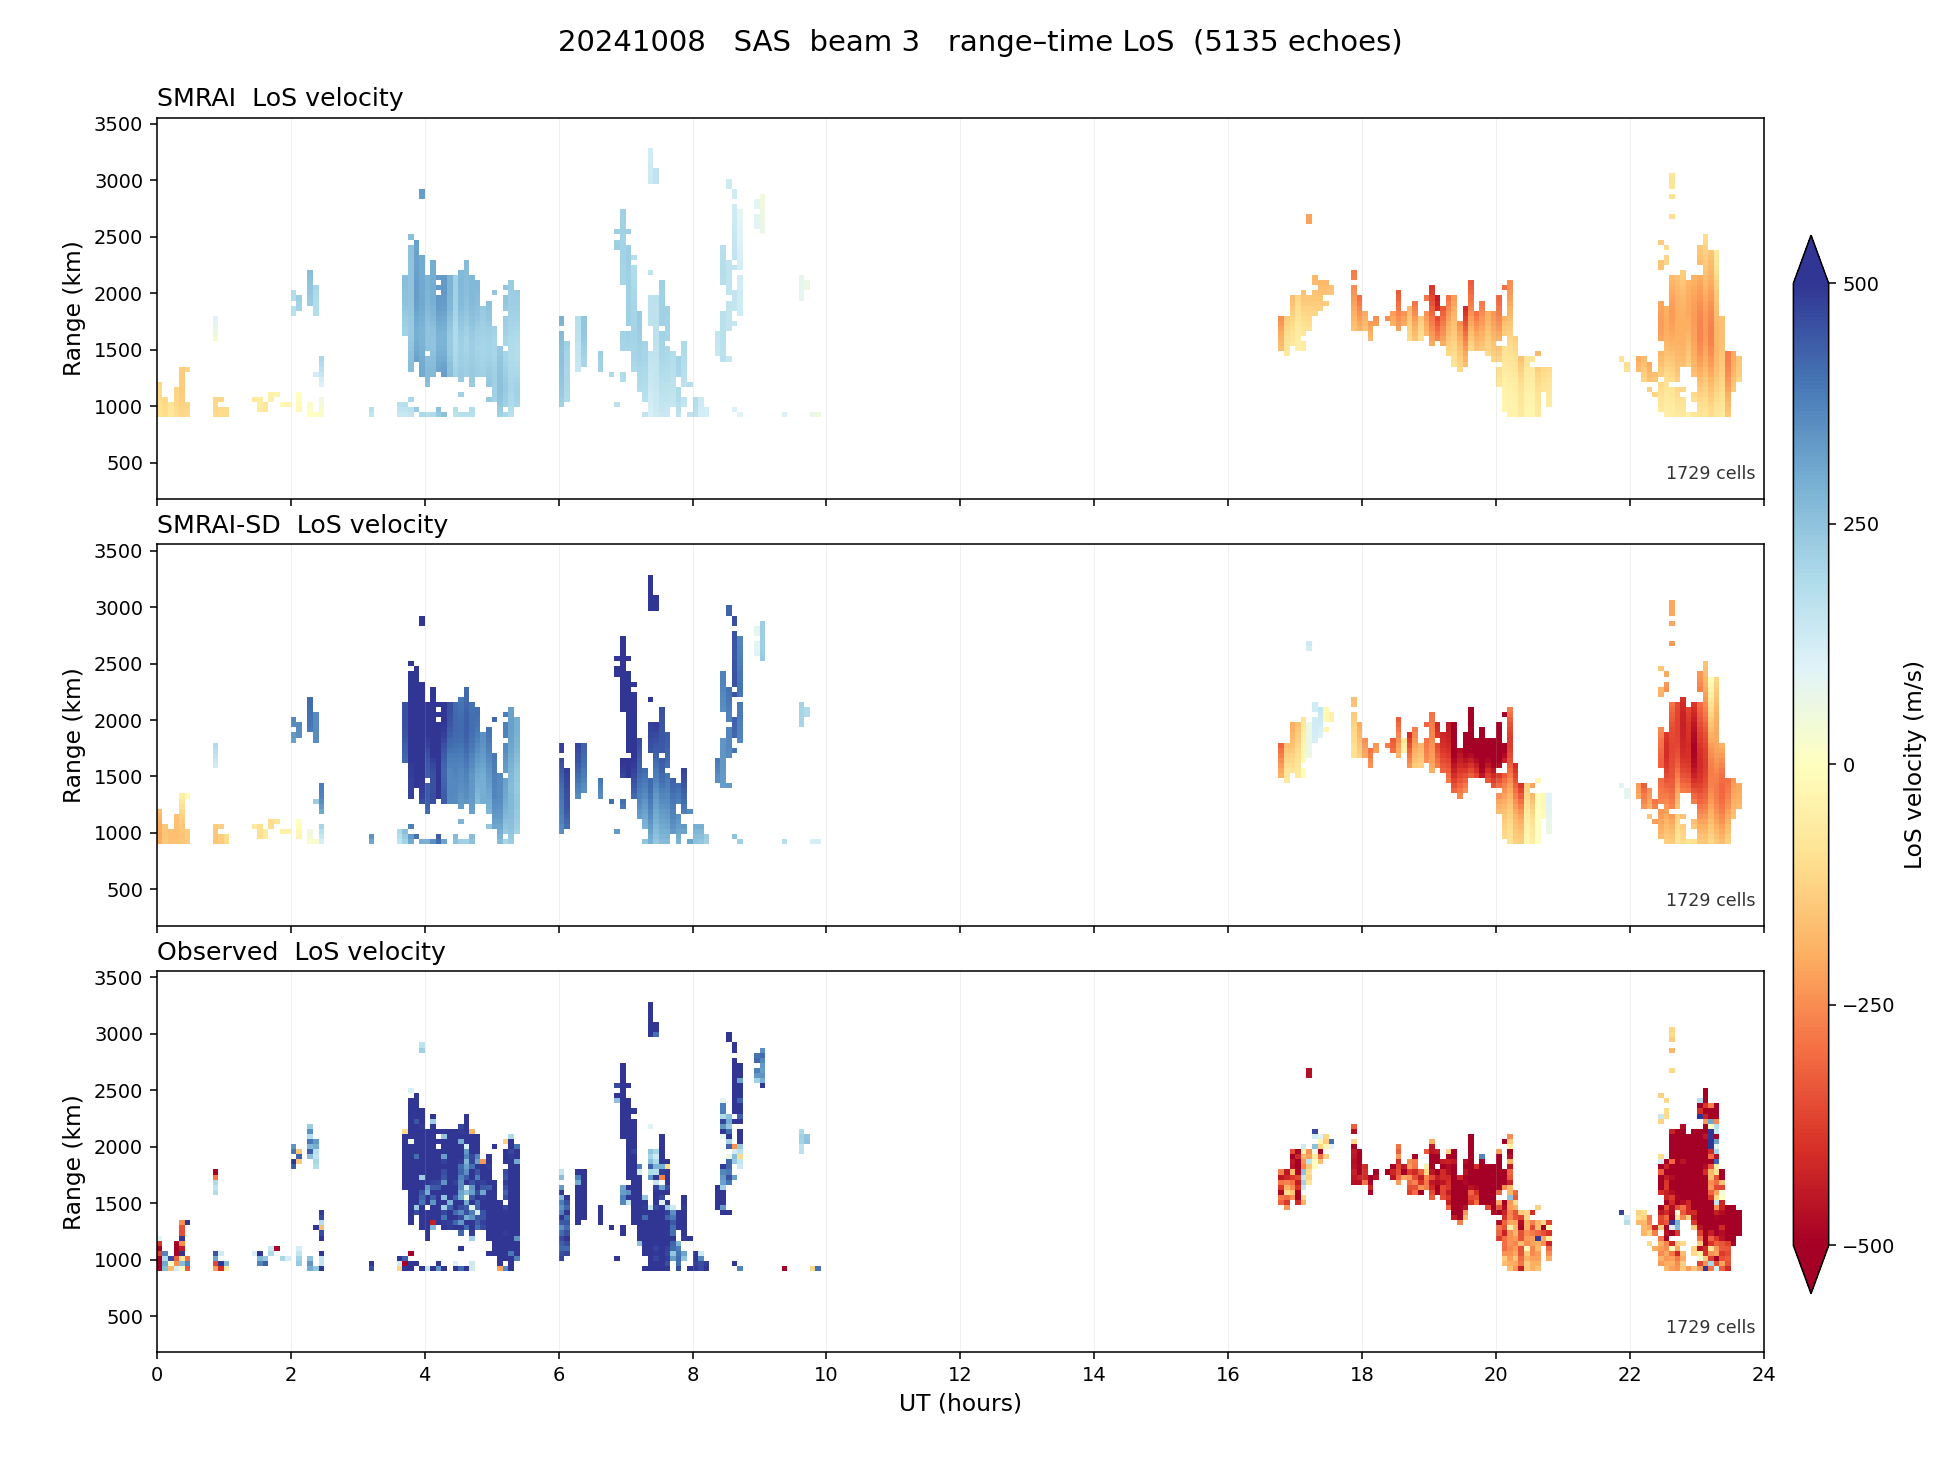 20241008   SAS  beam 3   range–time LoS  (5135 echoes)
SMRAI  LoS velocity
3500
3000
2500
2000
1500
1000
500
Range (km)
1729 cells
SMRAI-SD  LoS velocity
3500
3000
2500
2000
1500
1000
500
Range (km)
1729 cells
Observed  LoS velocity
3500
3000
2500
2000
1500
1000
500
Range (km)
1729 cells
0 2 4 6 8 10 12 14 16 18 20 22 24
UT (hours)
500
250
0
−250
−500
LoS velocity (m/s)